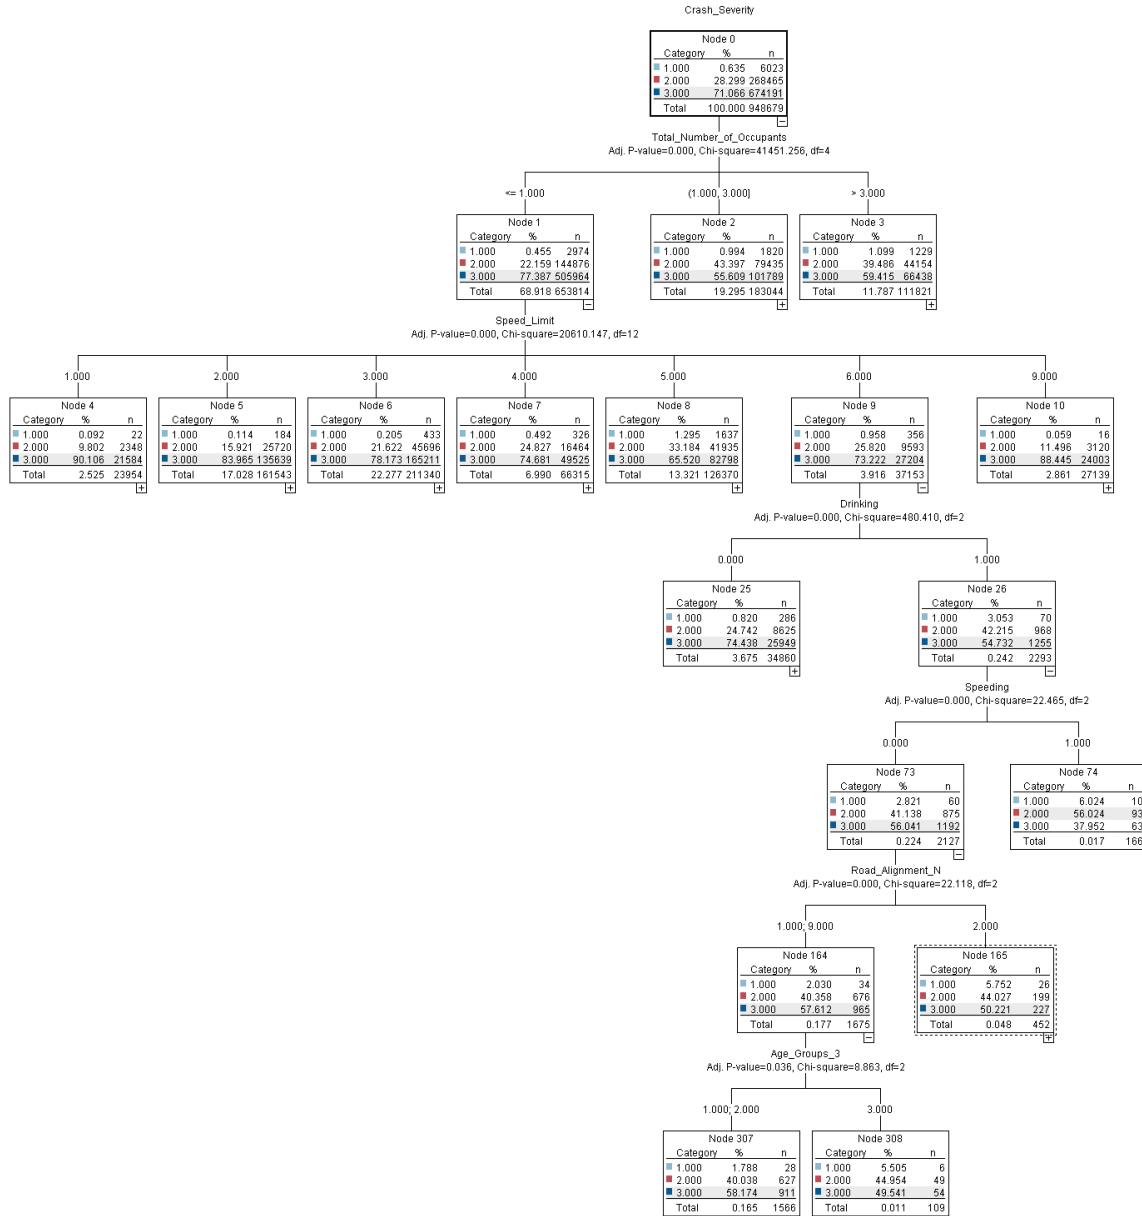 Crash_Severity
Node 0
Category % n
1.000 0.635 6023
2.000 28.299 268465
3.000 71.066 674191
Total 100.000 948679
Total_Number_of_Occupants
Adj. P-value=0.000, Chi-square=41451.256, df=4
<= 1.000
(1.000, 3.000]
> 3.000
Node 1
Category % n
1.000 0.455 2974
2.000 22.159 144876
3.000 77.387 505964
Total 68.918 653814
Node 2
Category % n
1.000 0.994 1820
2.000 43.397 79435
3.000 55.609 101789
Total 19.295 183044
Node 3
Category % n
1.000 1.099 1229
2.000 39.486 44154
3.000 59.415 66438
Total 11.787 111821
Speed_Limit
Adj. P-value=0.000, Chi-square=20610.147, df=12
1.000
2.000
3.000
4.000
5.000
6.000
9.000
Node 4
Category % n
1.000 0.092 22
2.000 9.802 2348
3.000 90.106 21584
Total 2.525 23954
Node 5
Category % n
1.000 0.114 184
2.000 15.921 25720
3.000 83.965 135639
Total 17.028 161543
Node 6
Category % n
1.000 0.205 433
2.000 21.622 45696
3.000 78.173 165211
Total 22.277 211340
Node 7
Category % n
1.000 0.492 326
2.000 24.827 16464
3.000 74.681 49525
Total 6.990 66315
Node 8
Category % n
1.000 1.295 1637
2.000 33.184 41935
3.000 65.520 82798
Total 13.321 126370
Node 9
Category % n
1.000 0.958 356
2.000 25.820 9593
3.000 73.222 27204
Total 3.916 37153
Node 10
Category % n
1.000 0.059 16
2.000 11.496 3120
3.000 88.445 24003
Total 2.861 27139
Drinking
Adj. P-value=0.000, Chi-square=480.410, df=2
0.000
1.000
Node 25
Category % n
1.000 0.820 286
2.000 24.742 8625
3.000 74.438 25949
Total 3.675 34860
Node 26
Category % n
1.000 3.053 70
2.000 42.215 968
3.000 54.732 1255
Total 0.242 2293
Speeding
Adj. P-value=0.000, Chi-square=22.465, df=2
0.000
1.000
Node 73
Category % n
1.000 2.821 60
2.000 41.138 875
3.000 56.041 1192
Total 0.224 2127
Node 74
Category % n
1.000 6.024 10
2.000 56.024 93
3.000 37.952 63
Total 0.017 166
Road_Alignment_N
Adj. P-value=0.000, Chi-square=22.118, df=2
1.000; 9.000
2.000
Node 164
Category % n
1.000 2.030 34
2.000 40.358 676
3.000 57.612 965
Total 0.177 1675
Node 165
Category % n
1.000 5.752 26
2.000 44.027 199
3.000 50.221 227
Total 0.048 452
Age_Groups_3
Adj. P-value=0.036, Chi-square=8.863, df=2
1.000; 2.000
3.000
Node 307
Category % n
1.000 1.788 28
2.000 40.038 627
3.000 58.174 911
Total 0.165 1566
Node 308
Category % n
1.000 5.505 6
2.000 44.954 49
3.000 49.541 54
Total 0.011 109